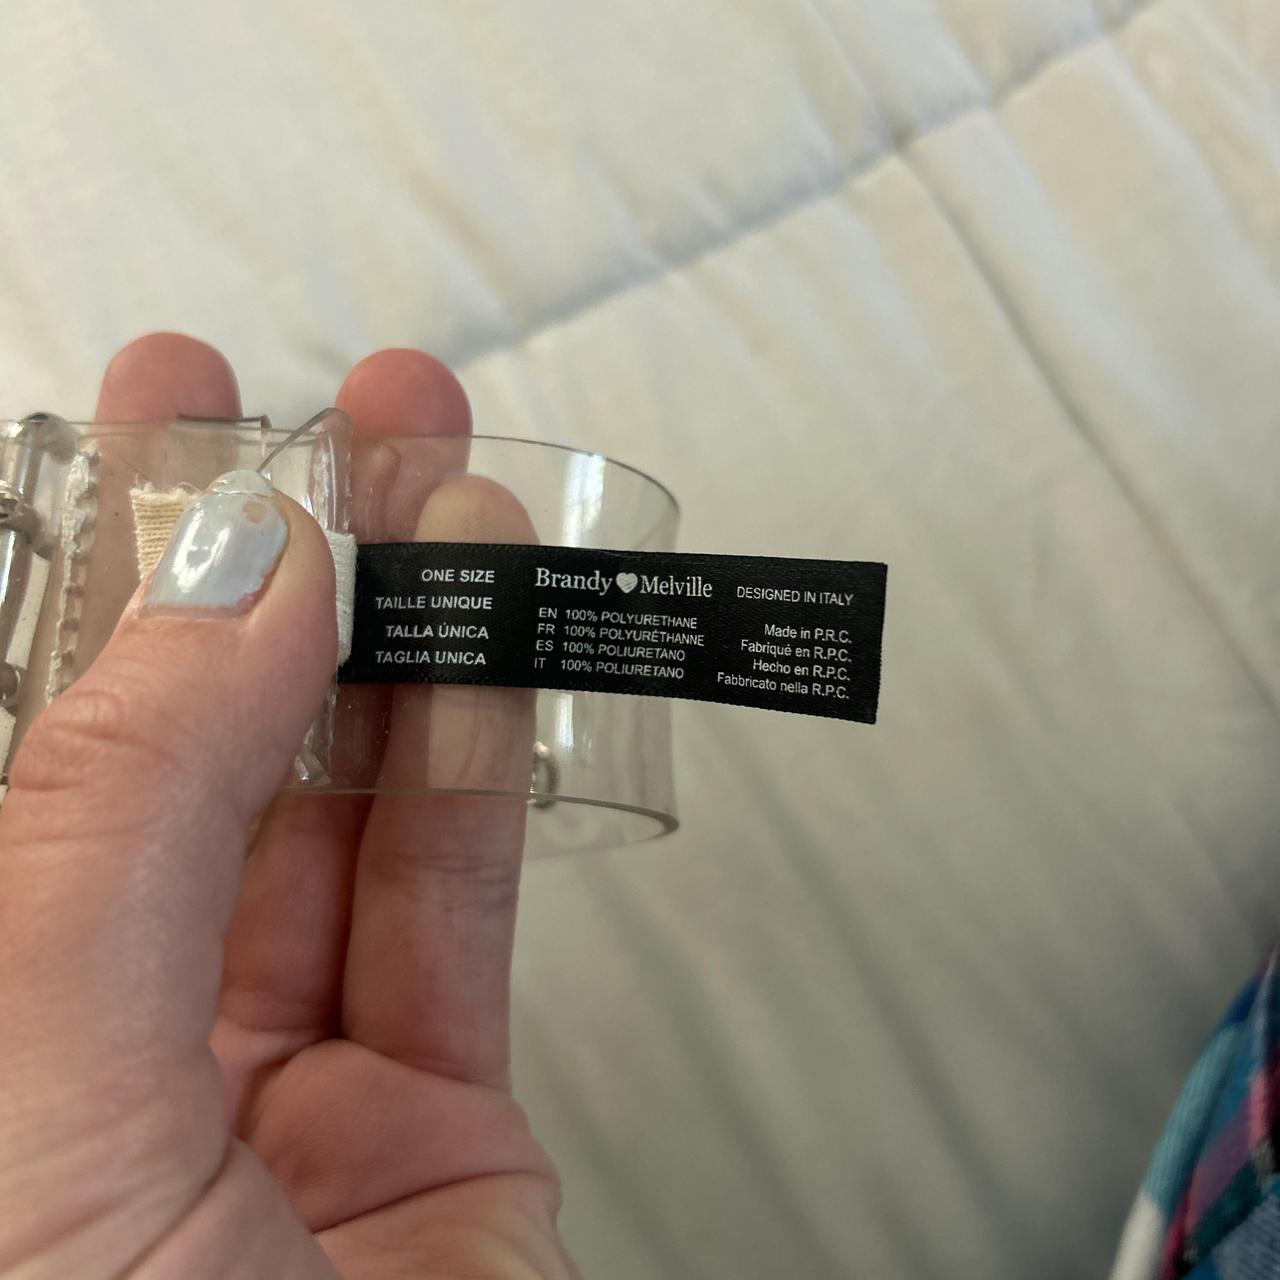 ONE SIZE
TAILLE UNIQUE
TALLA ÚNICA
TAGLIA UNICA
Brandy Melville
EN 100% POLYURETHANE
FR 100% POLYURÉTHANNE
ES 100% POLIURETANO
IT 100% POLIURETANO
DESIGNED IN ITALY
Made in P.R.C.
Fabriqué en R.P.C.
Hecho en R.P.C.
Fabbricato nella R.P.C.